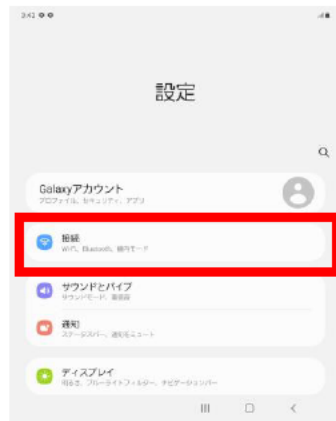 3:42
設定
Galaxyアカウント
プロファイル、セキュリティ、アプリ
接続
Wi-Fi、Bluetooth、機内モード
サウンドとバイブ
サウンドモード、着信音
通知
ステータスバー、通知をミュート
ディスプレイ
明るさ、ブルーライトフィルター、ナビゲーションバー